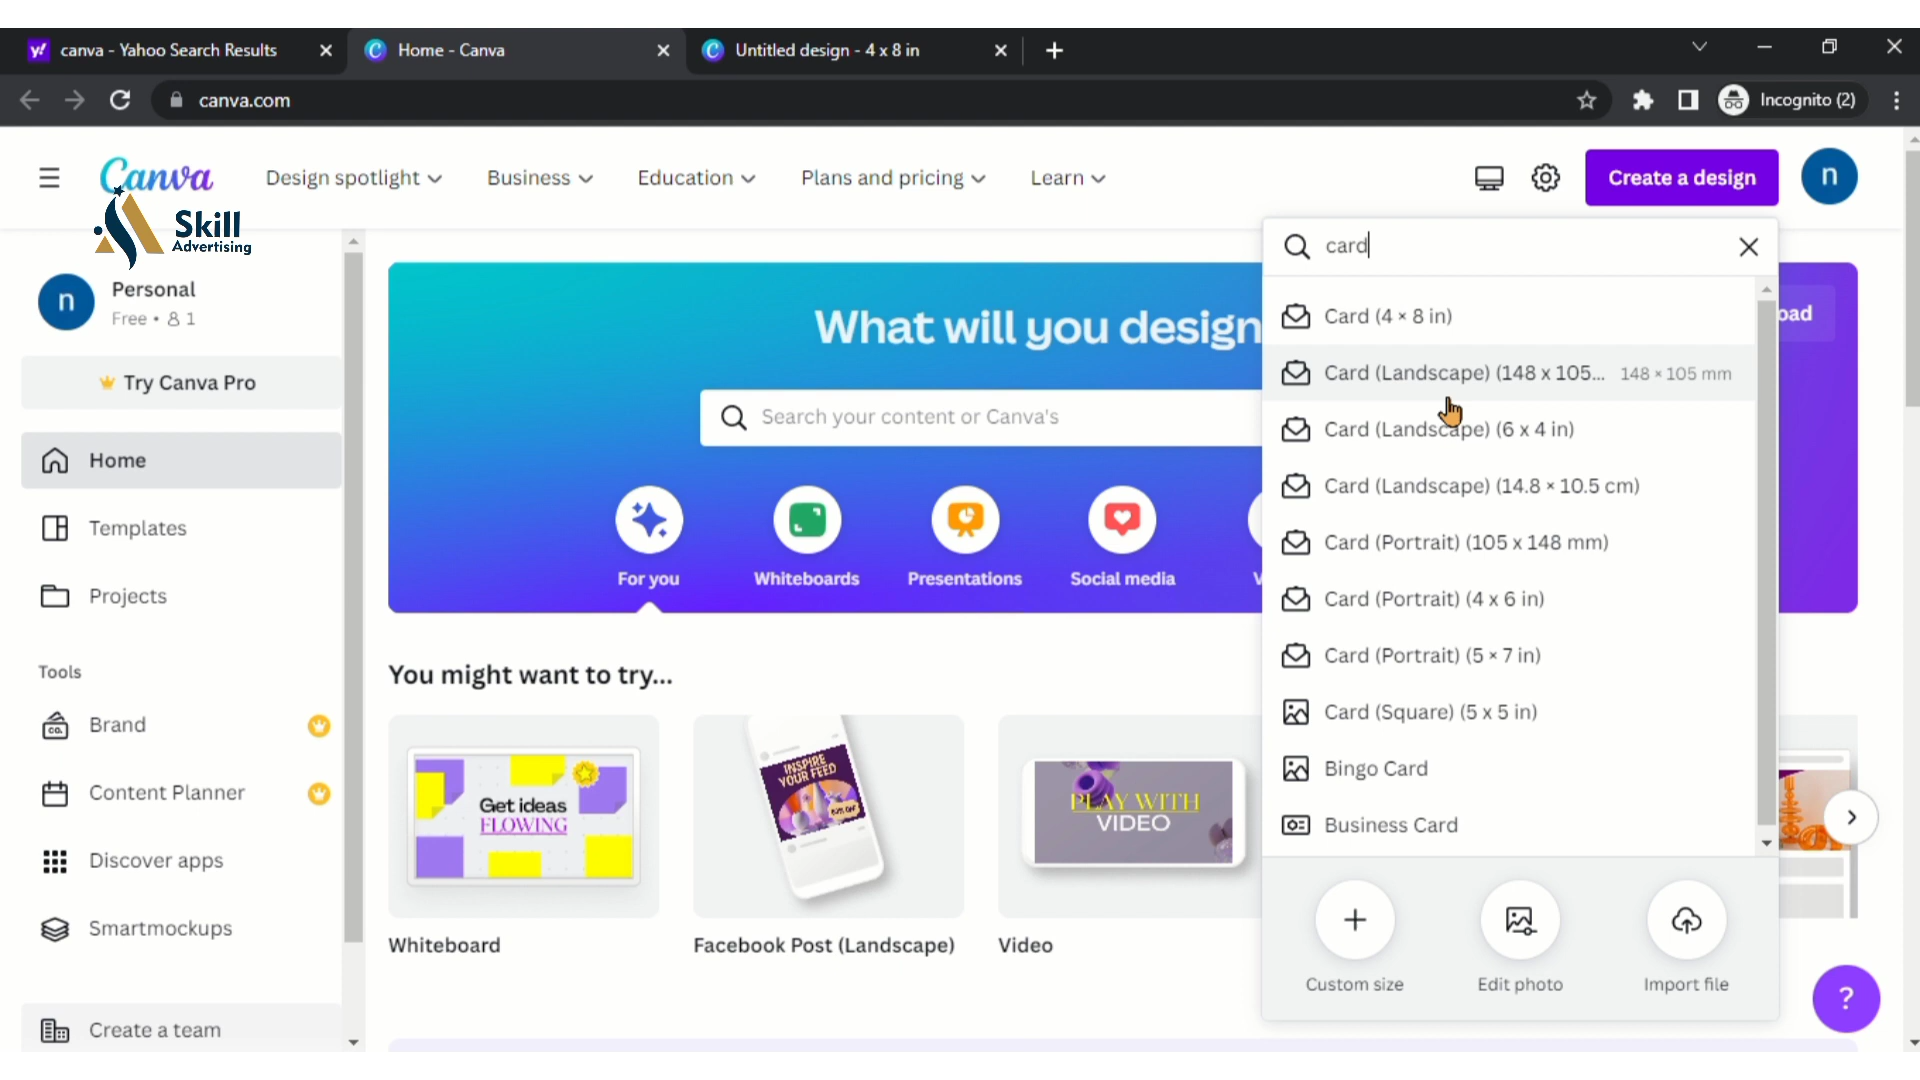 canva - Yahoo Search Results
Home - Canva
Untitled design - 4 x 8 in
canva.com
Incognito (2)
Canva
Design spotlight
Business
Education
Plans and pricing
Learn
Create a design
n
Skill
Advertising
n
Personal
Free • 1
Try Canva Pro
Home
Templates
Projects
Tools
Brand
Content Planner
Discover apps
Smartmockups
Create a team
What will you design
Search your content or Canva's
For you
Whiteboards
Presentations
Social media
V
You might want to try...
Get ideas
FLOWING
INSPIRE
YOUR FEED
PLAY WITH
VIDEO
Whiteboard
Facebook Post (Landscape)
Video
card
oad
Card (4 × 8 in)
Card (Landscape) (148 x 105... 148 × 105 mm
Card (Landscape) (6 x 4 in)
Card (Landscape) (14.8 × 10.5 cm)
Card (Portrait) (105 x 148 mm)
Card (Portrait) (4 x 6 in)
Card (Portrait) (5 × 7 in)
Card (Square) (5 x 5 in)
Bingo Card
Business Card
Custom size
Edit photo
Import file
?